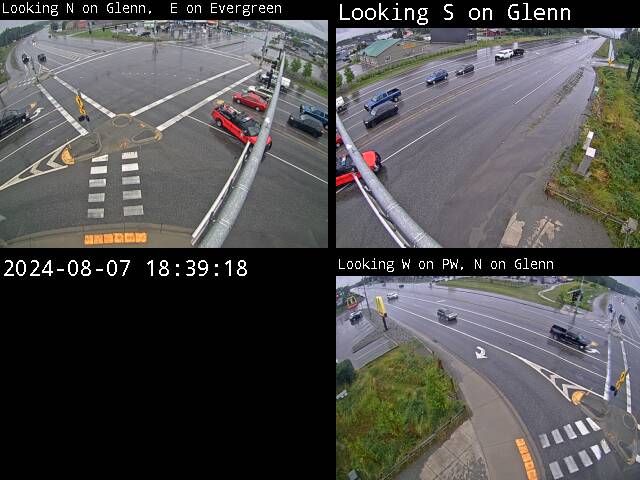 Looking N on Glenn, E on Evergreen
Looking S on Glenn
2024-08-07 18:39:18
Looking W on PW, N on Glenn